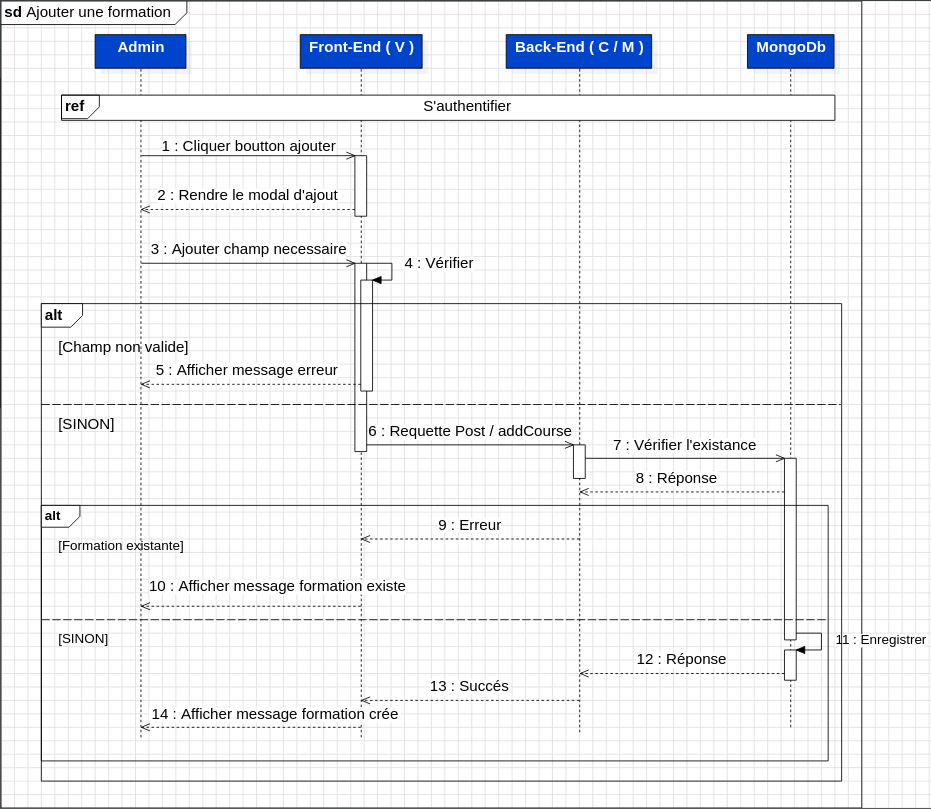 sd Ajouter une formation
Admin
Front-End ( V )
Back-End ( C / M )
MongoDb
ref
S'authentifier
1 : Cliquer boutton ajouter
2 : Rendre le modal d'ajout
3 : Ajouter champ necessaire
4 : Vérifier
alt
[Champ non valide]
5 : Afficher message erreur
[SINON]
6 : Requette Post / addCourse
7 : Vérifier l'existance
8 : Réponse
alt
9 : Erreur
[Formation existante]
10 : Afficher message formation existe
[SINON]
11 : Enregistrer
12 : Réponse
13 : Succés
14 : Afficher message formation crée